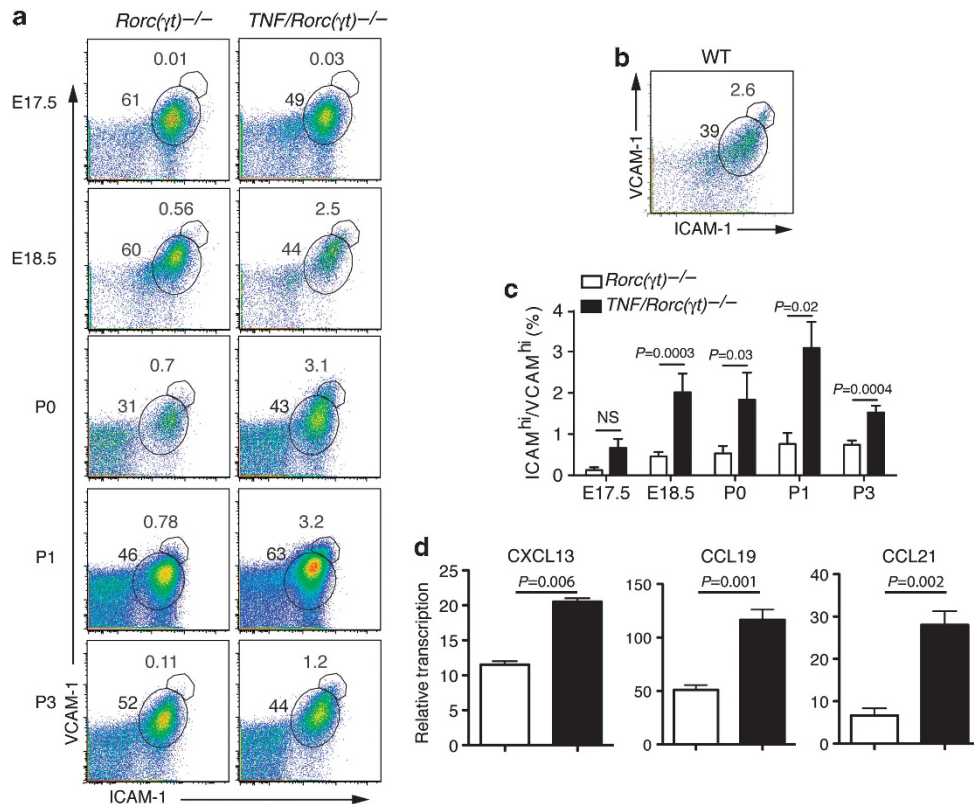 a
Rorc(γt)−/− TNF/Rorc(γt)−/−
E17.5
0.01
61
0.03
49
E18.5
0.56
60
2.5
44
P0
0.7
31
3.1
43
P1
0.78
46
3.2
63
P3
0.11
52
1.2
44
VCAM-1
ICAM-1
b
WT
2.6
39
VCAM-1
ICAM-1
c
Rorc(γt)−/−
TNF/Rorc(γt)−/−
ICAMhi/VCAMhi (%)
4
3
2
1
0
NS
P=0.0003
P=0.03
P=0.02
P=0.0004
E17.5 E18.5 P0 P1 P3
d
Relative transcription
CXCL13
P=0.006
25
20
15
10
5
0
CCL19
P=0.001
150
100
50
0
CCL21
P=0.002
40
30
20
10
0